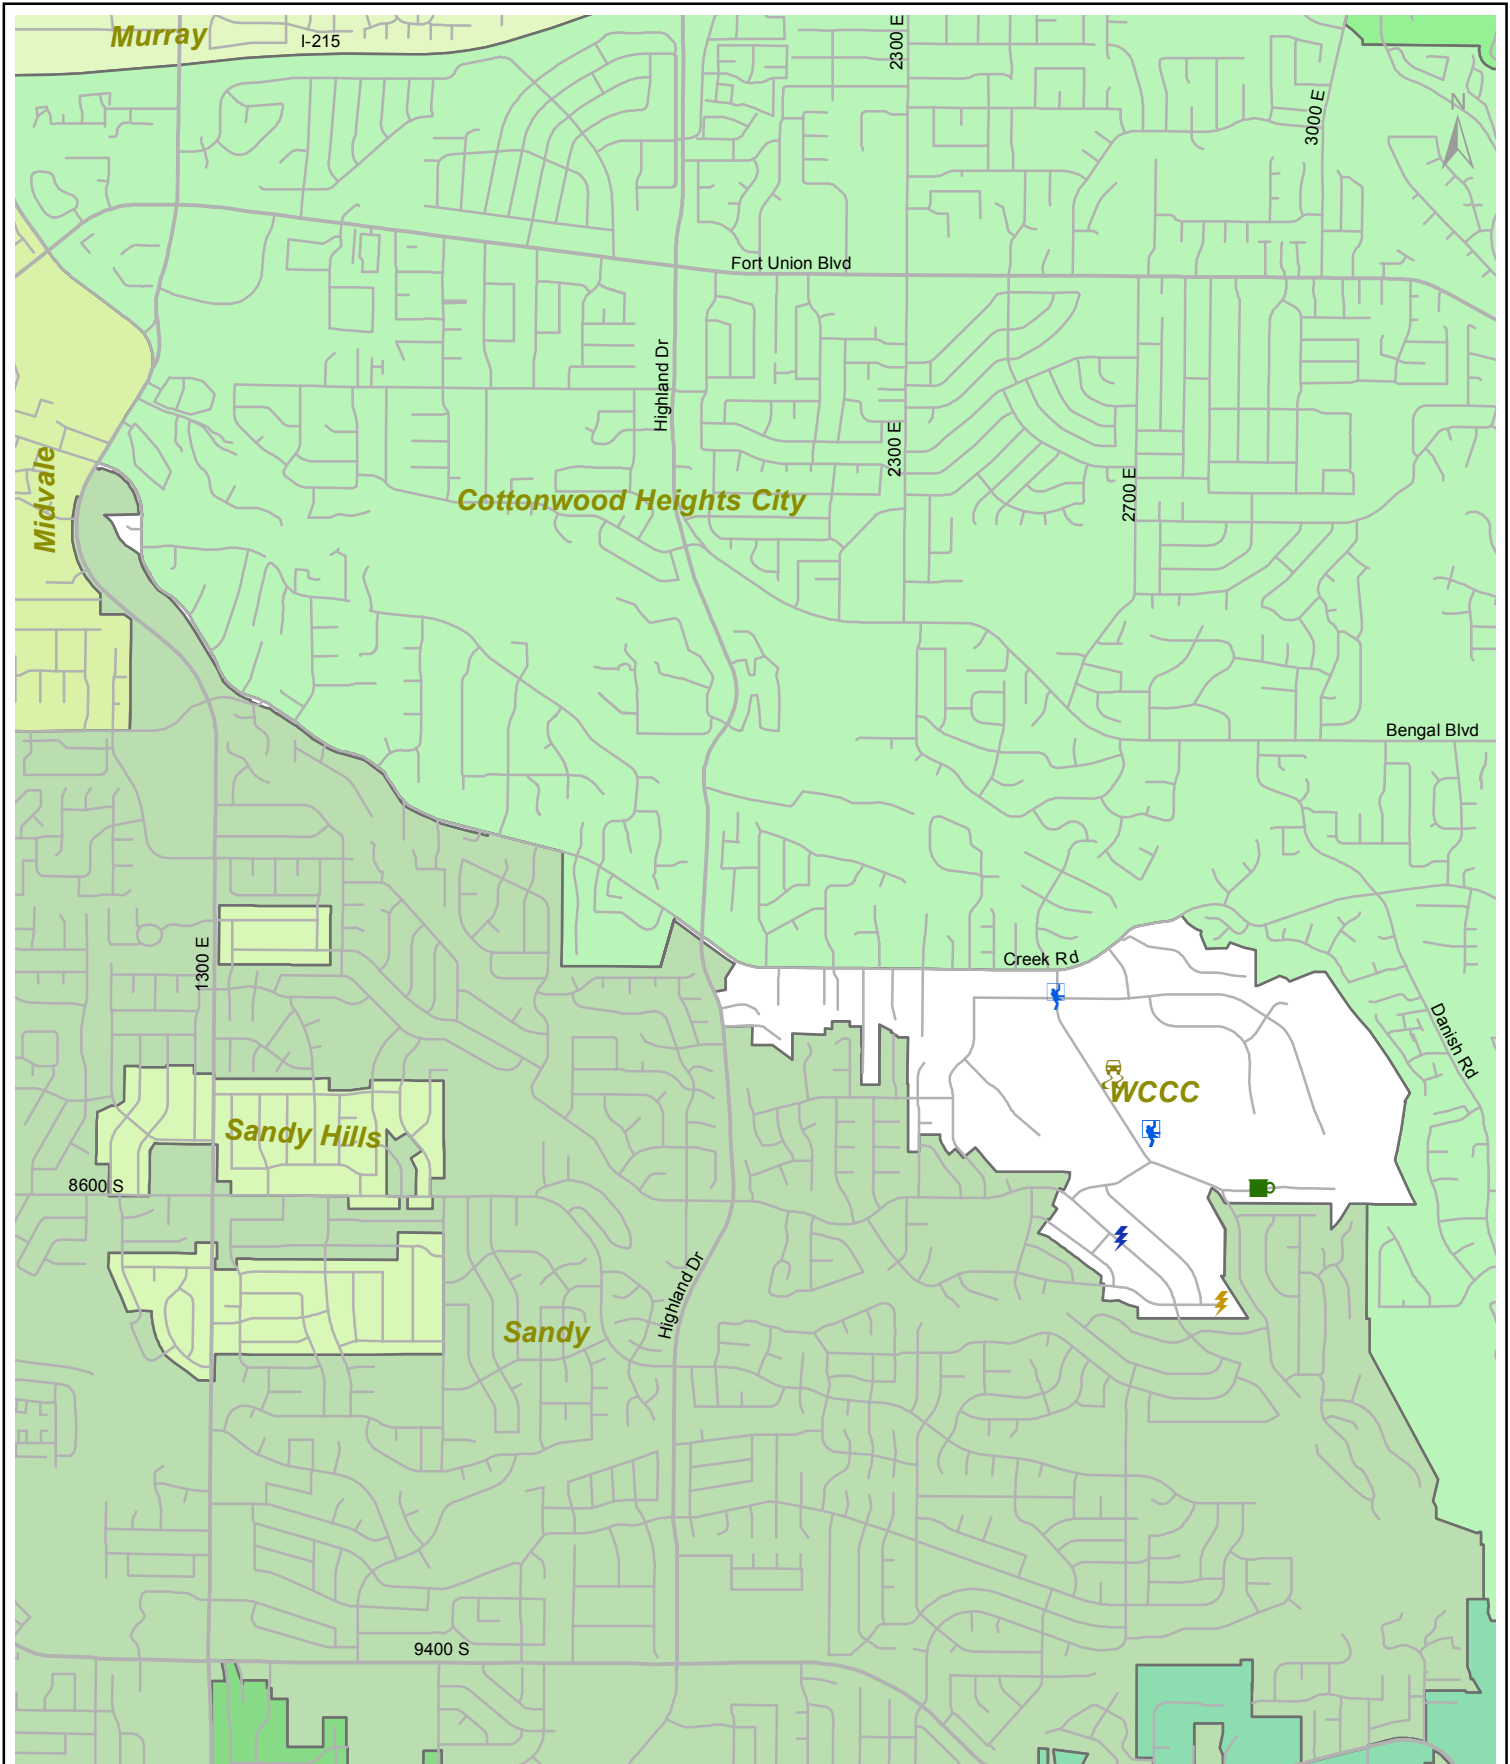 Murray
I-215
2300 E
3000 E
N
Fort Union Blvd
Highland Dr
2300 E
Midvale
2700 E
Cottonwood Heights City
Bengal Blvd
1300 E
Creek Rd
Danish Rd
WCCC
Sandy Hills
8600 S
Highland Dr
Sandy
9400 S